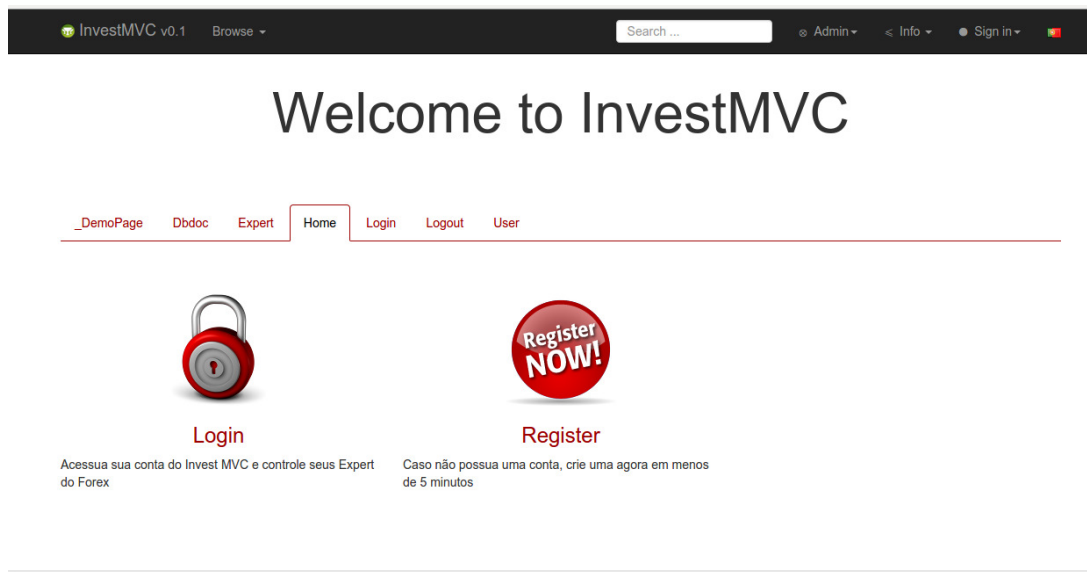 InvestMVC v0.1 Browse Search ... Admin Info Sign in
Welcome to InvestMVC
_DemoPage Dbdoc Expert Home Login Logout User
Register
NOW!
Login
Register
Acessua sua conta do Invest MVC e controle seus Expert
do Forex
Caso não possua uma conta, crie uma agora em menos
de 5 minutos